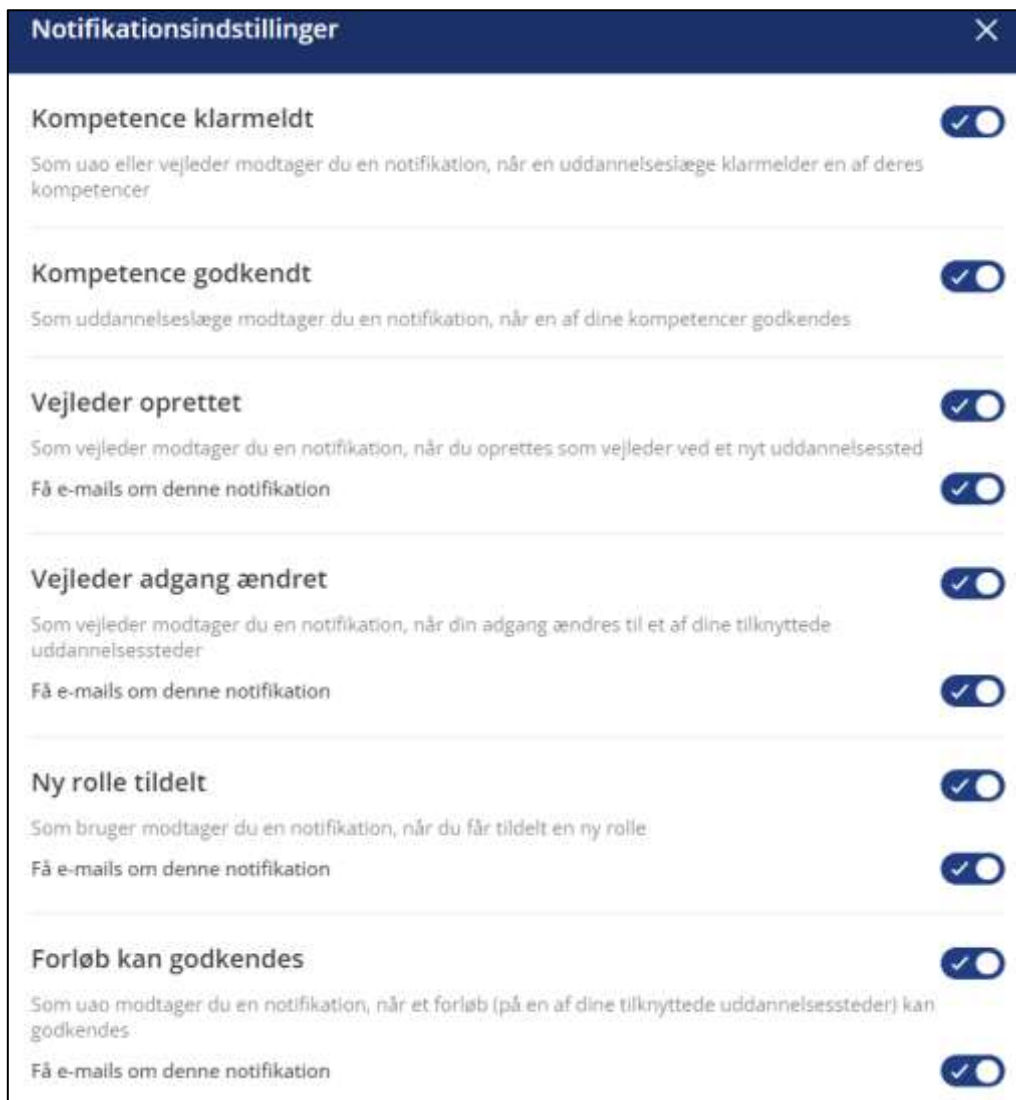 Notifikationsindstillinger
Kompetence klarmeldt
Som uao eller vejleder modtager du en notifikation, når en uddannelseslæge klarmelder en af deres
kompetencer
Kompetence godkendt
Som uddannelseslæge modtager du en notifikation, når en af dine kompetencer godkendes
Vejleder oprettet
Som vejleder modtager du en notifikation, når du oprettes som vejleder ved et nyt uddannelsessted
Få e-mails om denne notifikation
Vejleder adgang ændret
Som vejleder modtager du en notifikation, når din adgang ændres til et af dine tilknyttede
uddannelsessteder
Få e-mails om denne notifikation
Ny rolle tildelt
Som bruger modtager du en notifikation, når du får tildelt en ny rolle
Få e-mails om denne notifikation
Forløb kan godkendes
Som uao modtager du en notifikation, når et forløb (på en af dine tilknyttede uddannelsessteder) kan
godkendes
Få e-mails om denne notifikation